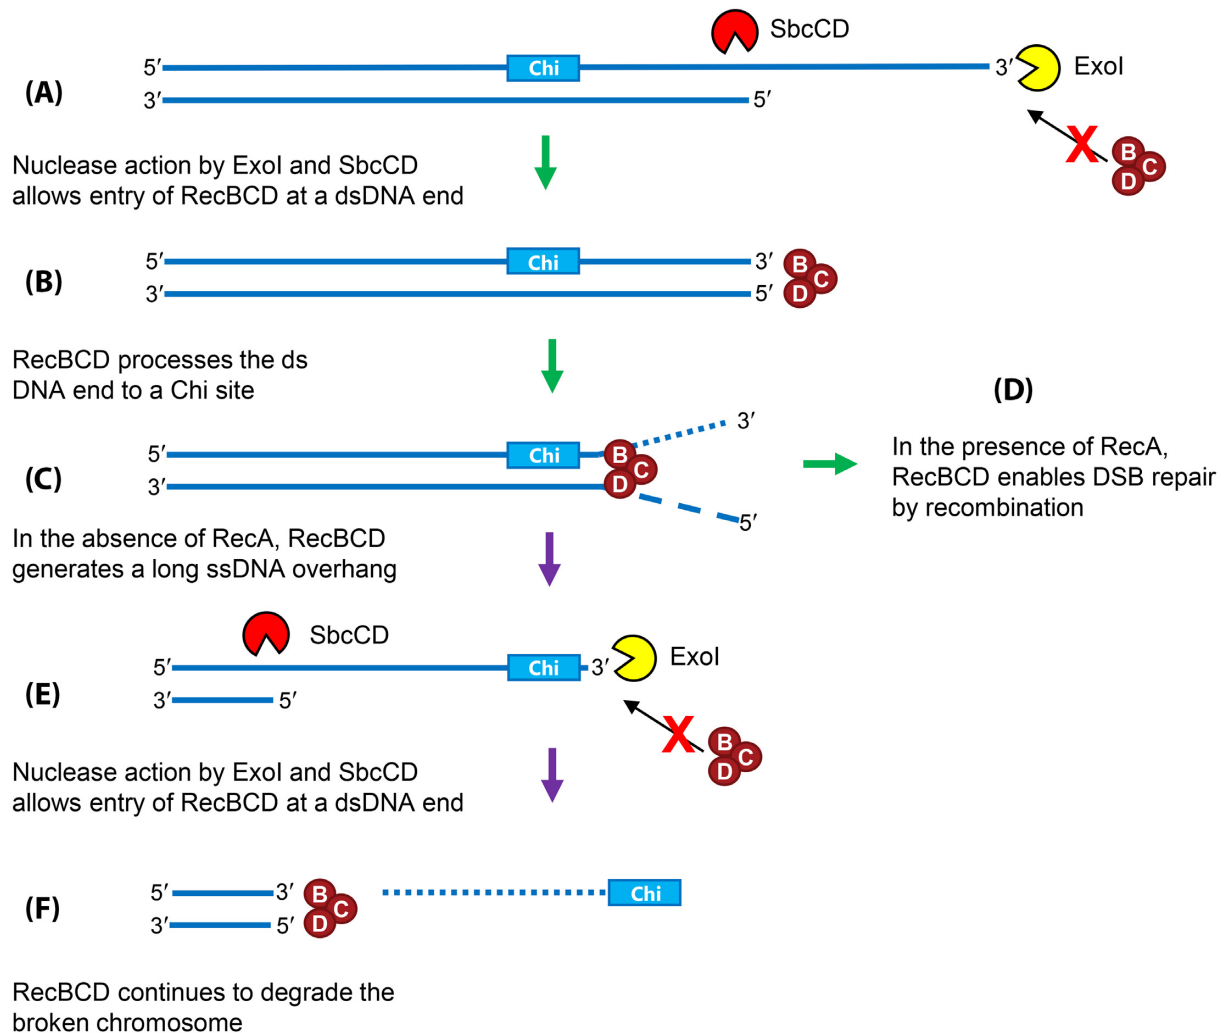 SbcCD
5′ Chi 3′ ExoI
(A)
3′ 5′
B
C
D
X
Nuclease action by ExoI and SbcCD
allows entry of RecBCD at a dsDNA end
5′ Chi 3′ B
(B) C
3′ 5′ D
RecBCD processes the ds
DNA end to a Chi site
(D)
3′
5′ Chi B
(C) C
3′ D
5′
In the presence of RecA,
RecBCD enables DSB repair
by recombination
In the absence of RecA, RecBCD
generates a long ssDNA overhang
SbcCD
5′ Chi 3′ ExoI
(E)
3′ 5′
X
B
C
D
Nuclease action by ExoI and SbcCD
allows entry of RecBCD at a dsDNA end
5′ 3′ B Chi
(F) C
3′ 5′ D
RecBCD continues to degrade the
broken chromosome